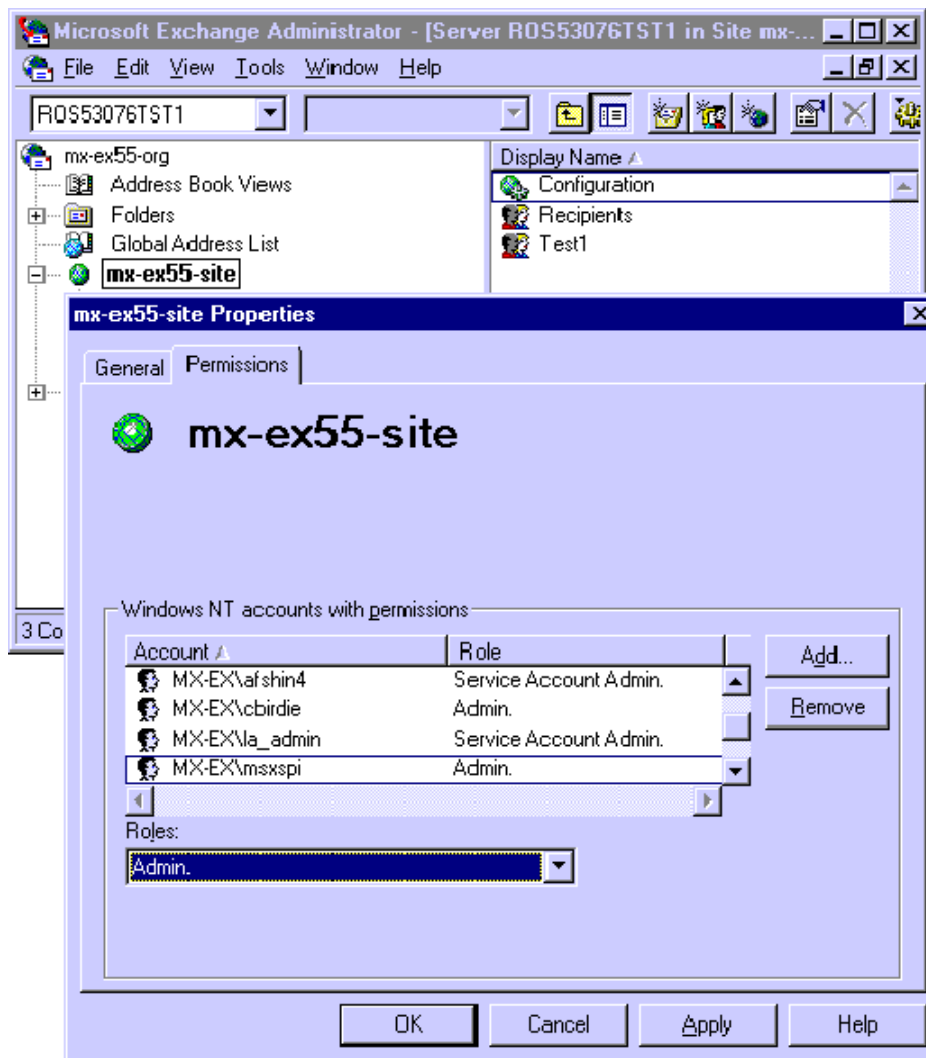 Microsoft Exchange Administrator - [Server ROS53076TST1 in Site mx-...
File Edit View Tools Window Help
ROS53076TST1
mx-ex55-org
Address Book Views
Folders
Global Address List
mx-ex55-site
Display Name
Configuration
Recipients
Test1
3 Co
mx-ex55-site Properties
General Permissions
mx-ex55-site
Windows NT accounts with permissions
Account Role
MX-EX\afshin4 Service Account Admin.
MX-EX\cbirdie Admin.
MX-EX\la_admin Service Account Admin.
MX-EX\msxspi Admin.
Add...
Remove
Roles:
Admin.
OK Cancel Apply Help